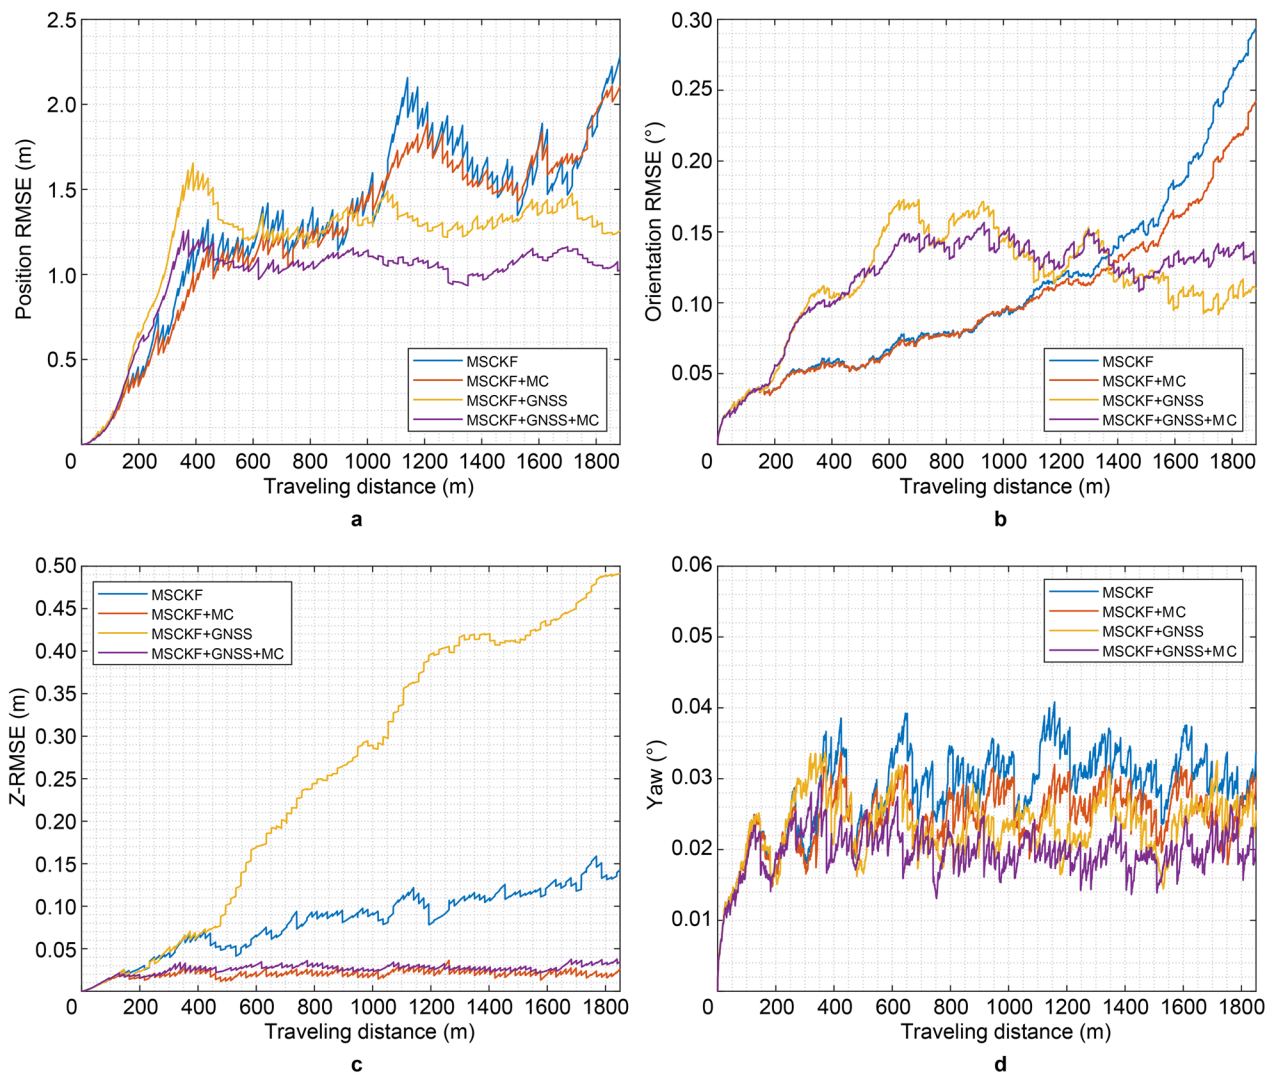 2.5
2.0
1.5
1.0
0.5
Position RMSE (m)
MSCKF
MSCKF+MC
MSCKF+GNSS
MSCKF+GNSS+MC
0 200 400 600 800 1000 1200 1400 1600 1800
Traveling distance (m)
a
0.30
0.25
0.20
0.15
0.10
0.05
Orientation RMSE (°)
MSCKF
MSCKF+MC
MSCKF+GNSS
MSCKF+GNSS+MC
0 200 400 600 800 1000 1200 1400 1600 1800
Traveling distance (m)
b
0.50
0.45
0.40
0.35
0.30
0.25
0.20
0.15
0.10
0.05
Z-RMSE (m)
MSCKF
MSCKF+MC
MSCKF+GNSS
MSCKF+GNSS+MC
0 200 400 600 800 1000 1200 1400 1600 1800
Traveling distance (m)
c
0.06
0.05
0.04
0.03
0.02
0.01
Yaw (°)
MSCKF
MSCKF+MC
MSCKF+GNSS
MSCKF+GNSS+MC
0 200 400 600 800 1000 1200 1400 1600 1800
Traveling distance (m)
d